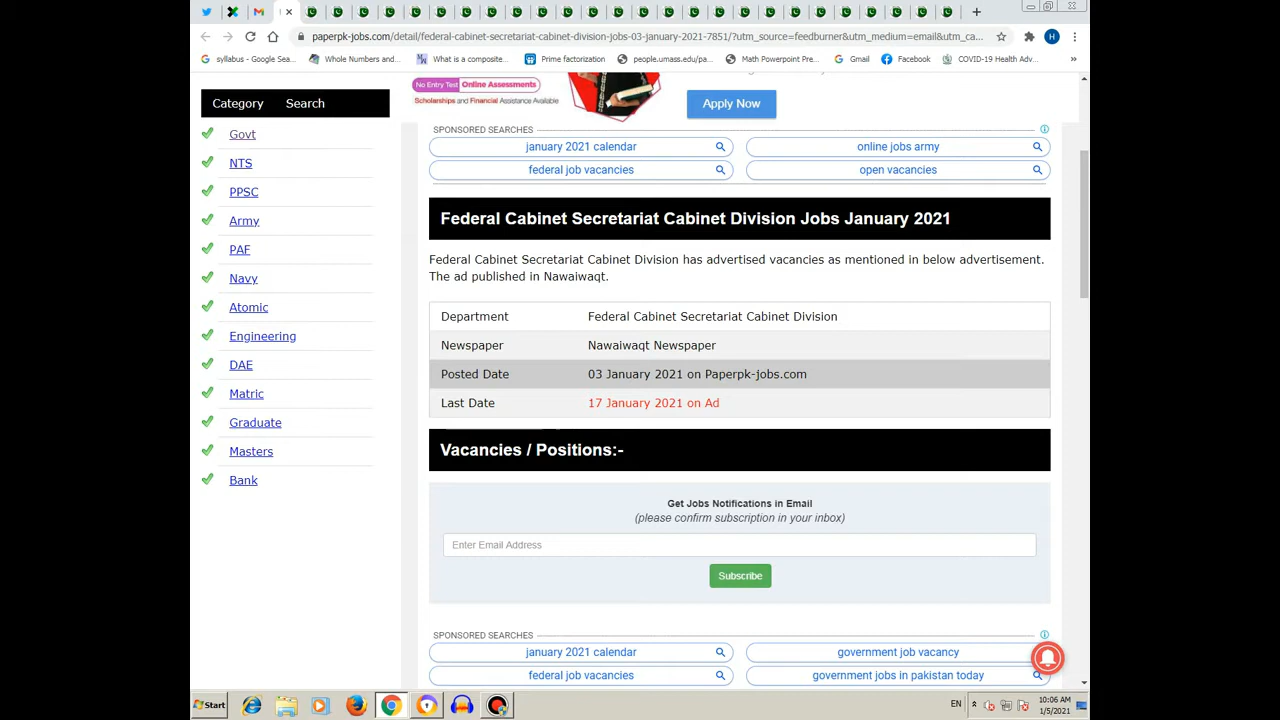 paperpk-jobs.com/detail/federal-cabinet-secretariat-cabinet-division-jobs-03-january-2021-7851/?utm_source=feedburner&utm_medium=email&utm_ca...
syllabus - Google Sea...
Whole Numbers and...
What is a composite...
Prime factorization
people.umass.edu/pa...
Math Powerpoint Pre...
Gmail
Facebook
COVID-19 Health Adv...
»
No Entry Test Online Assessments
Scholarships and Financial Assistance Available
Apply Now
Category Search
Govt
NTS
PPSC
Army
PAF
Navy
Atomic
Engineering
DAE
Matric
Graduate
Masters
Bank
SPONSORED SEARCHES
january 2021 calendar
online jobs army
federal job vacancies
open vacancies
Federal Cabinet Secretariat Cabinet Division Jobs January 2021
Federal Cabinet Secretariat Cabinet Division has advertised vacancies as mentioned in below advertisement.
The ad published in Nawaiwaqt.
Department Federal Cabinet Secretariat Cabinet Division
Newspaper Nawaiwaqt Newspaper
Posted Date 03 January 2021 on Paperpk-jobs.com
Last Date 17 January 2021 on Ad
Vacancies / Positions:-
Get Jobs Notifications in Email
(please confirm subscription in your inbox)
Enter Email Address
Subscribe
SPONSORED SEARCHES
january 2021 calendar
government job vacancy
federal job vacancies
government jobs in pakistan today
Start
EN
10:06 AM
1/5/2021